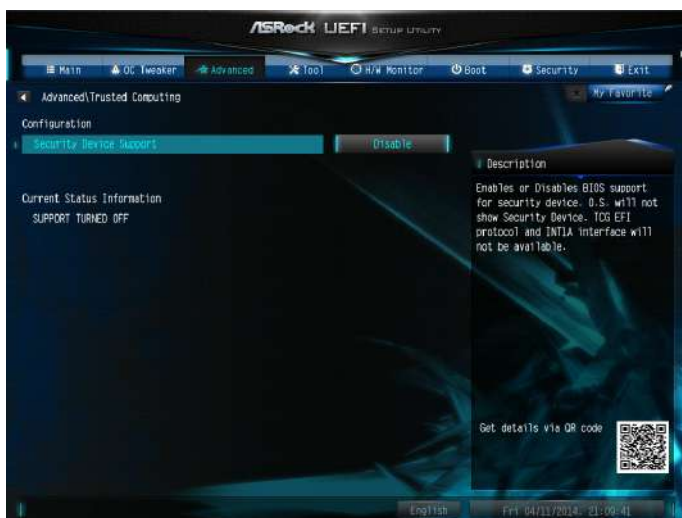 ASRock UEFI SETUP UTILITY
Main OC Tweaker Advanced Tool H/W Monitor Boot Security Exit
Advanced\Trusted Computing
My Favorite
Configuration
Security Device Support Disable
Current Status Information
SUPPORT TURNED OFF
Description
Enables or Disables BIOS support
for security device. O.S. will not
show Security Device. TCG EFI
protocol and INT1A interface will
not be available.
Get details via QR code
English Fri 04/11/2014, 21:09:41